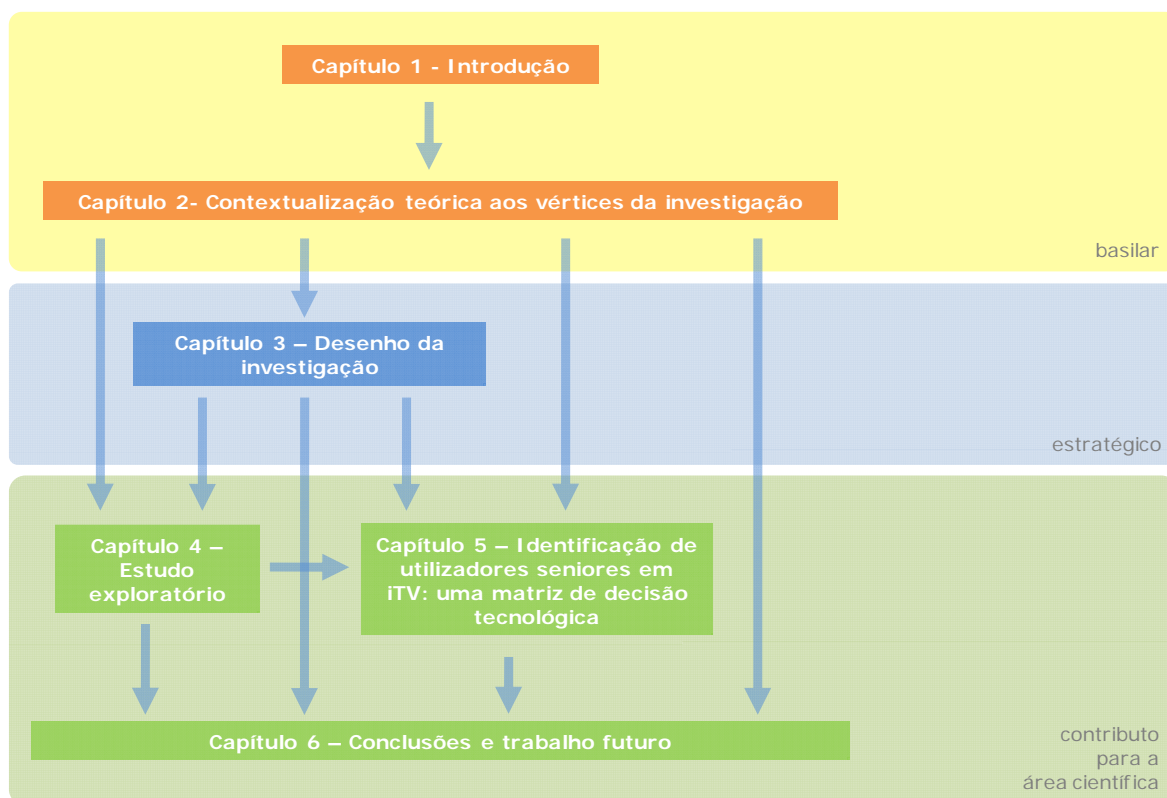 Capítulo 1 - Introdução
Capítulo 2- Contextualização teórica aos vértices da investigação
basilar
Capítulo 3 – Desenho da
investigação
estratégico
Capítulo 4 –
Estudo
exploratório
Capítulo 5 – Identificação de
utilizadores seniores em
iTV: uma matriz de decisão
tecnológica
Capítulo 6 – Conclusões e trabalho futuro
contributo
para a
área científica